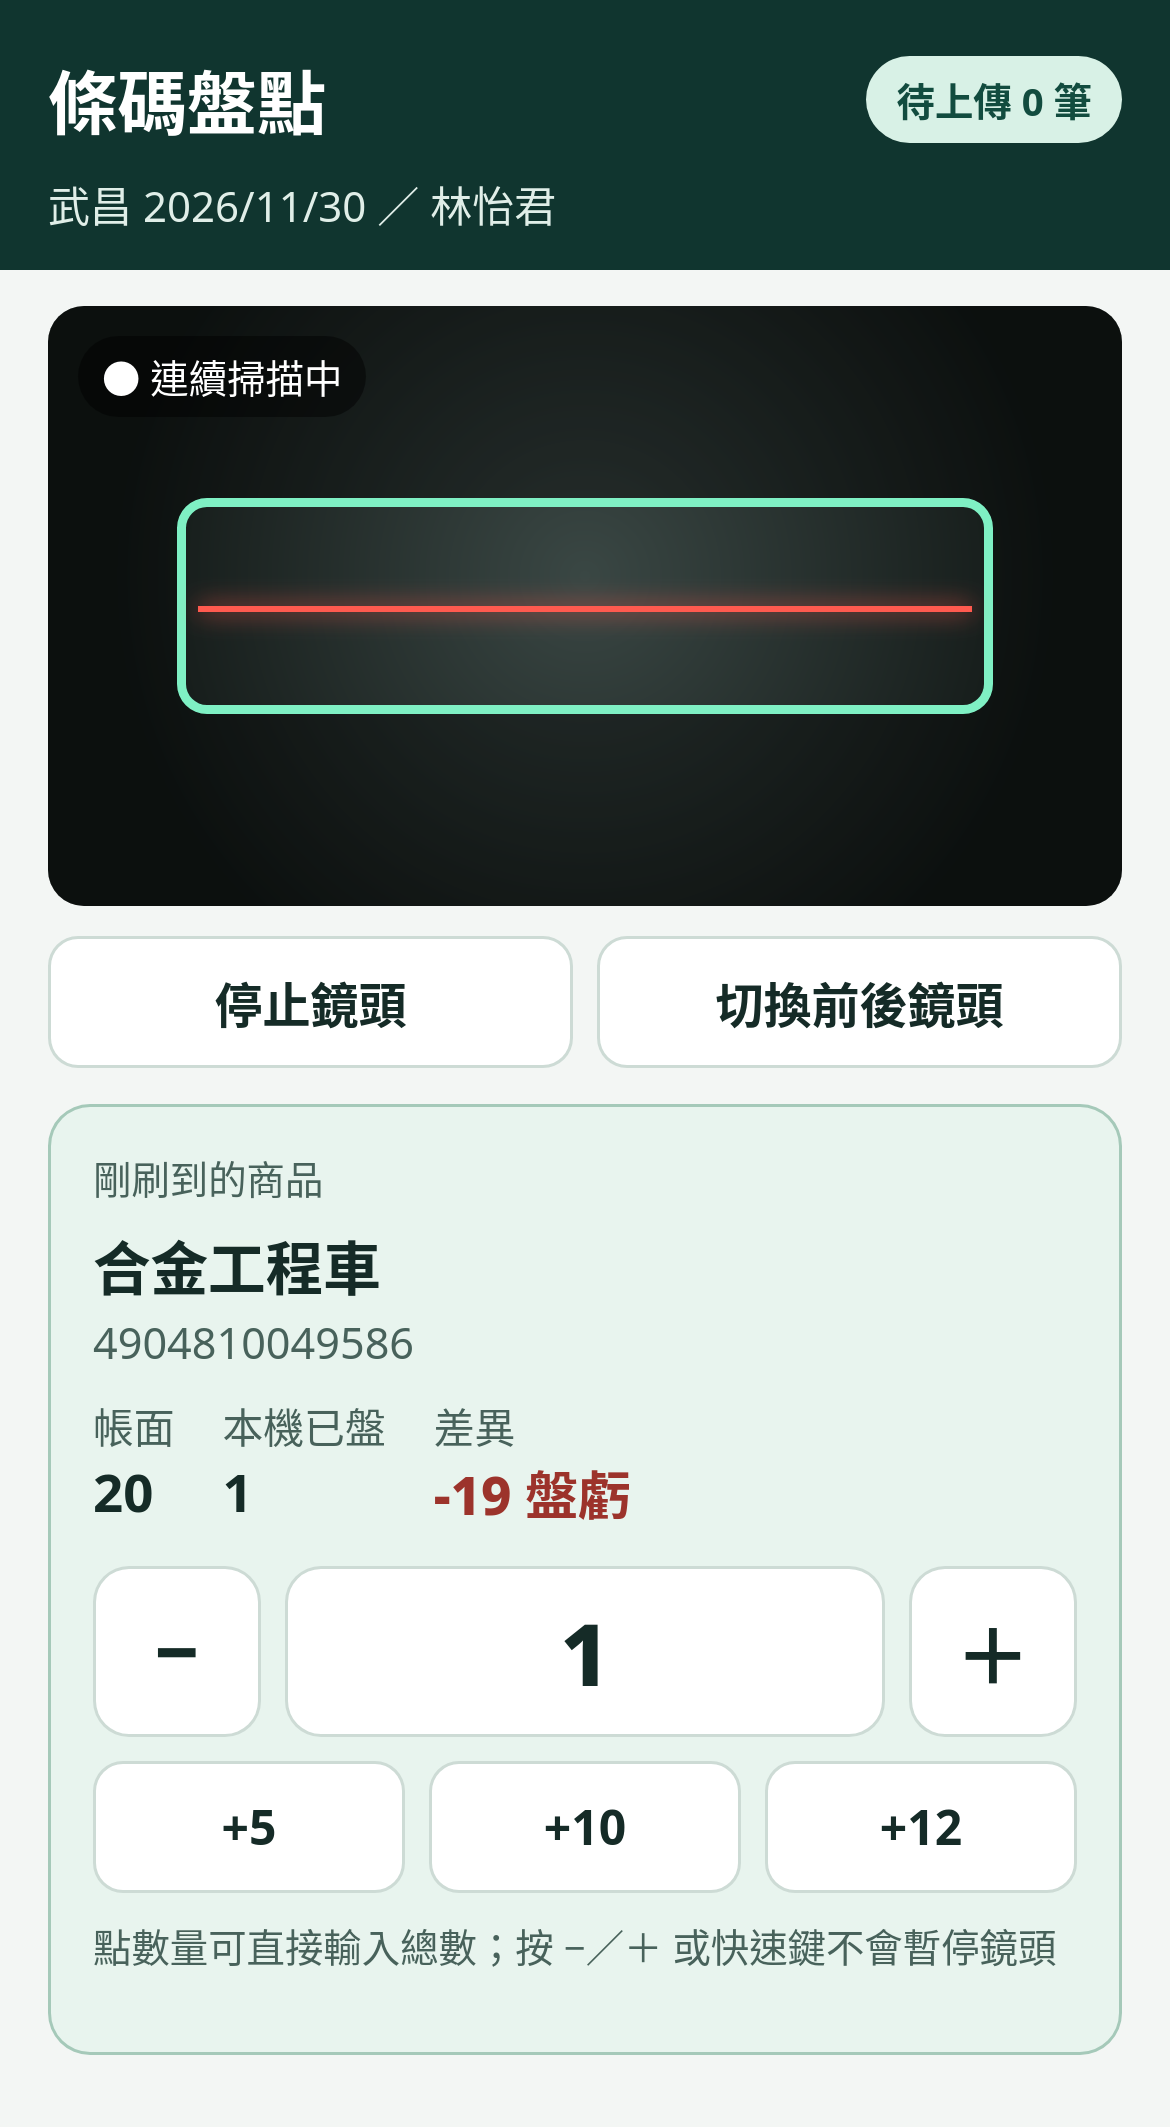 條碼盤點
待上傳 0 筆
武昌 2026/11/30 ／ 林怡君
連續掃描中
停止鏡頭
切換前後鏡頭
剛刷到的商品
合金工程車
4904810049586
帳面 本機已盤 差異
20 1 -19 盤虧
− 1 ＋
+5 +10 +12
點數量可直接輸入總數；按 −／＋ 或快速鍵不會暫停鏡頭